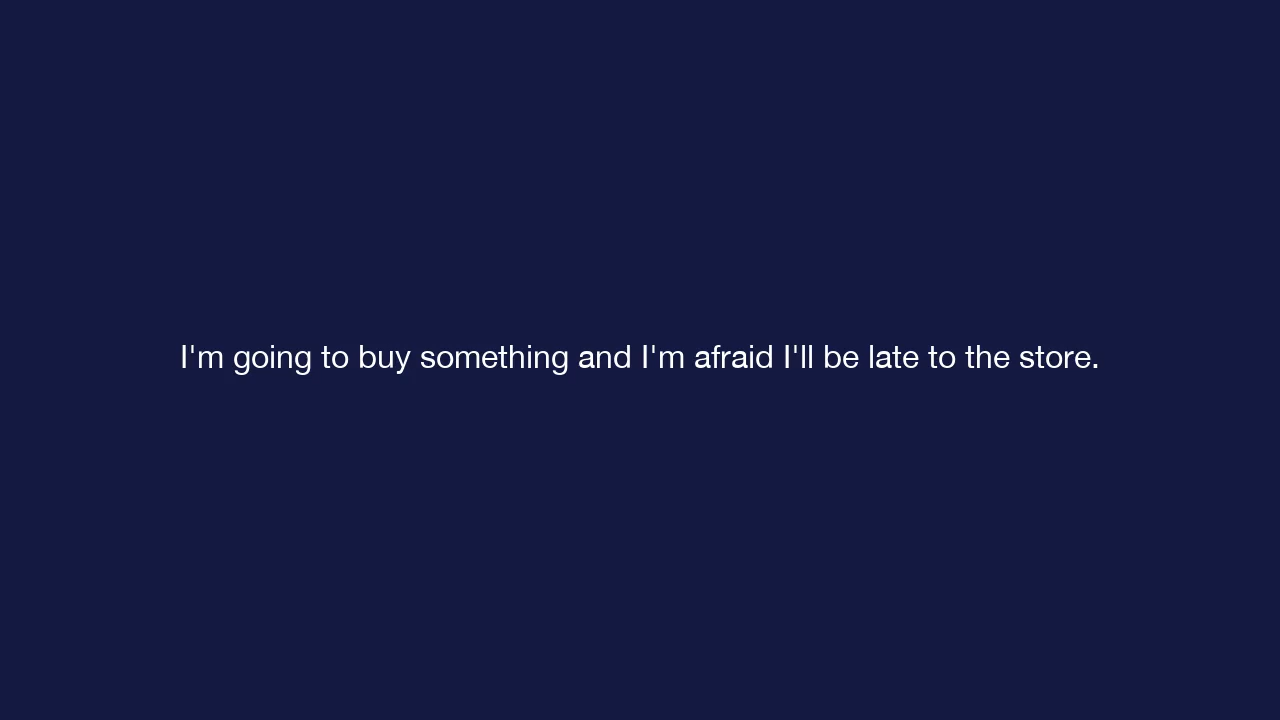 I'm going to buy something and I'm afraid I'll be late to the store.